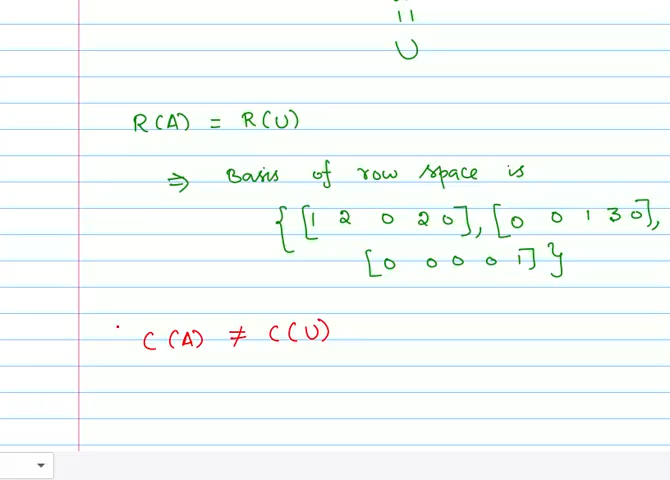 =
U
R(A) = R(U)
⇒ Basis of row space is
{[1 2 0 2 0], [0 0 1 3 0],
[0 0 0 0 1]}
C(A) ≠ C(U)